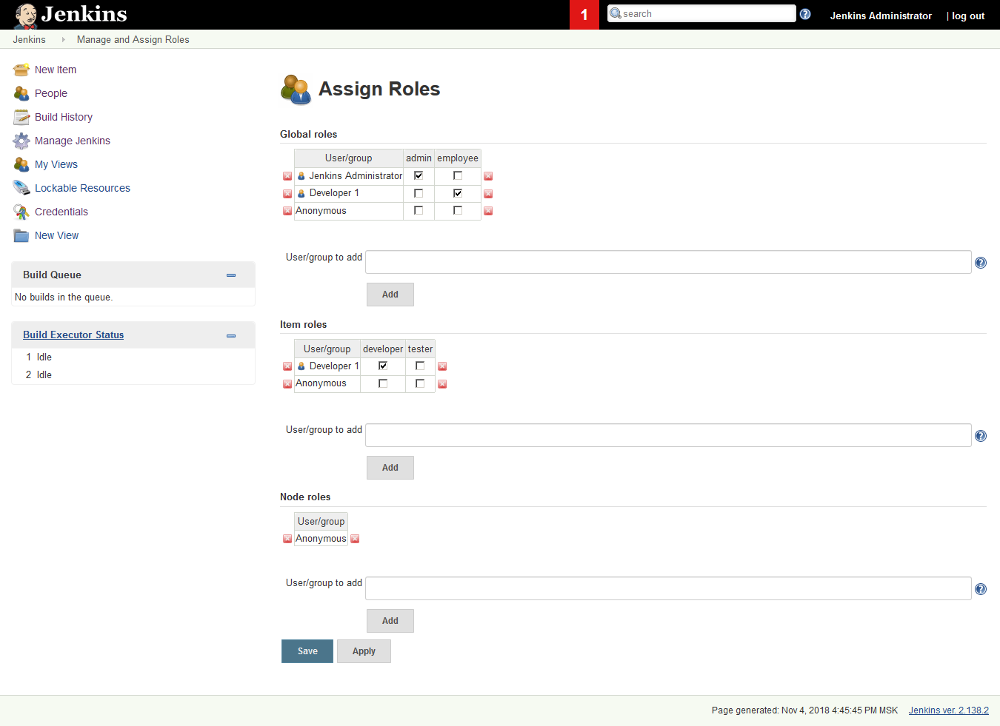 Jenkins
1
search
Jenkins Administrator
| log out
Jenkins
Manage and Assign Roles
New Item
People
Build History
Manage Jenkins
My Views
Lockable Resources
Credentials
New View
Build Queue
No builds in the queue.
Build Executor Status
1 Idle
2 Idle
Assign Roles
Global roles
User/group admin employee
Jenkins Administrator
Developer 1
Anonymous
User/group to add
Add
Item roles
User/group developer tester
Developer 1
Anonymous
User/group to add
Add
Node roles
User/group
Anonymous
User/group to add
Add
Save Apply
Page generated: Nov 4, 2018 4:45:45 PM MSK Jenkins ver. 2.138.2